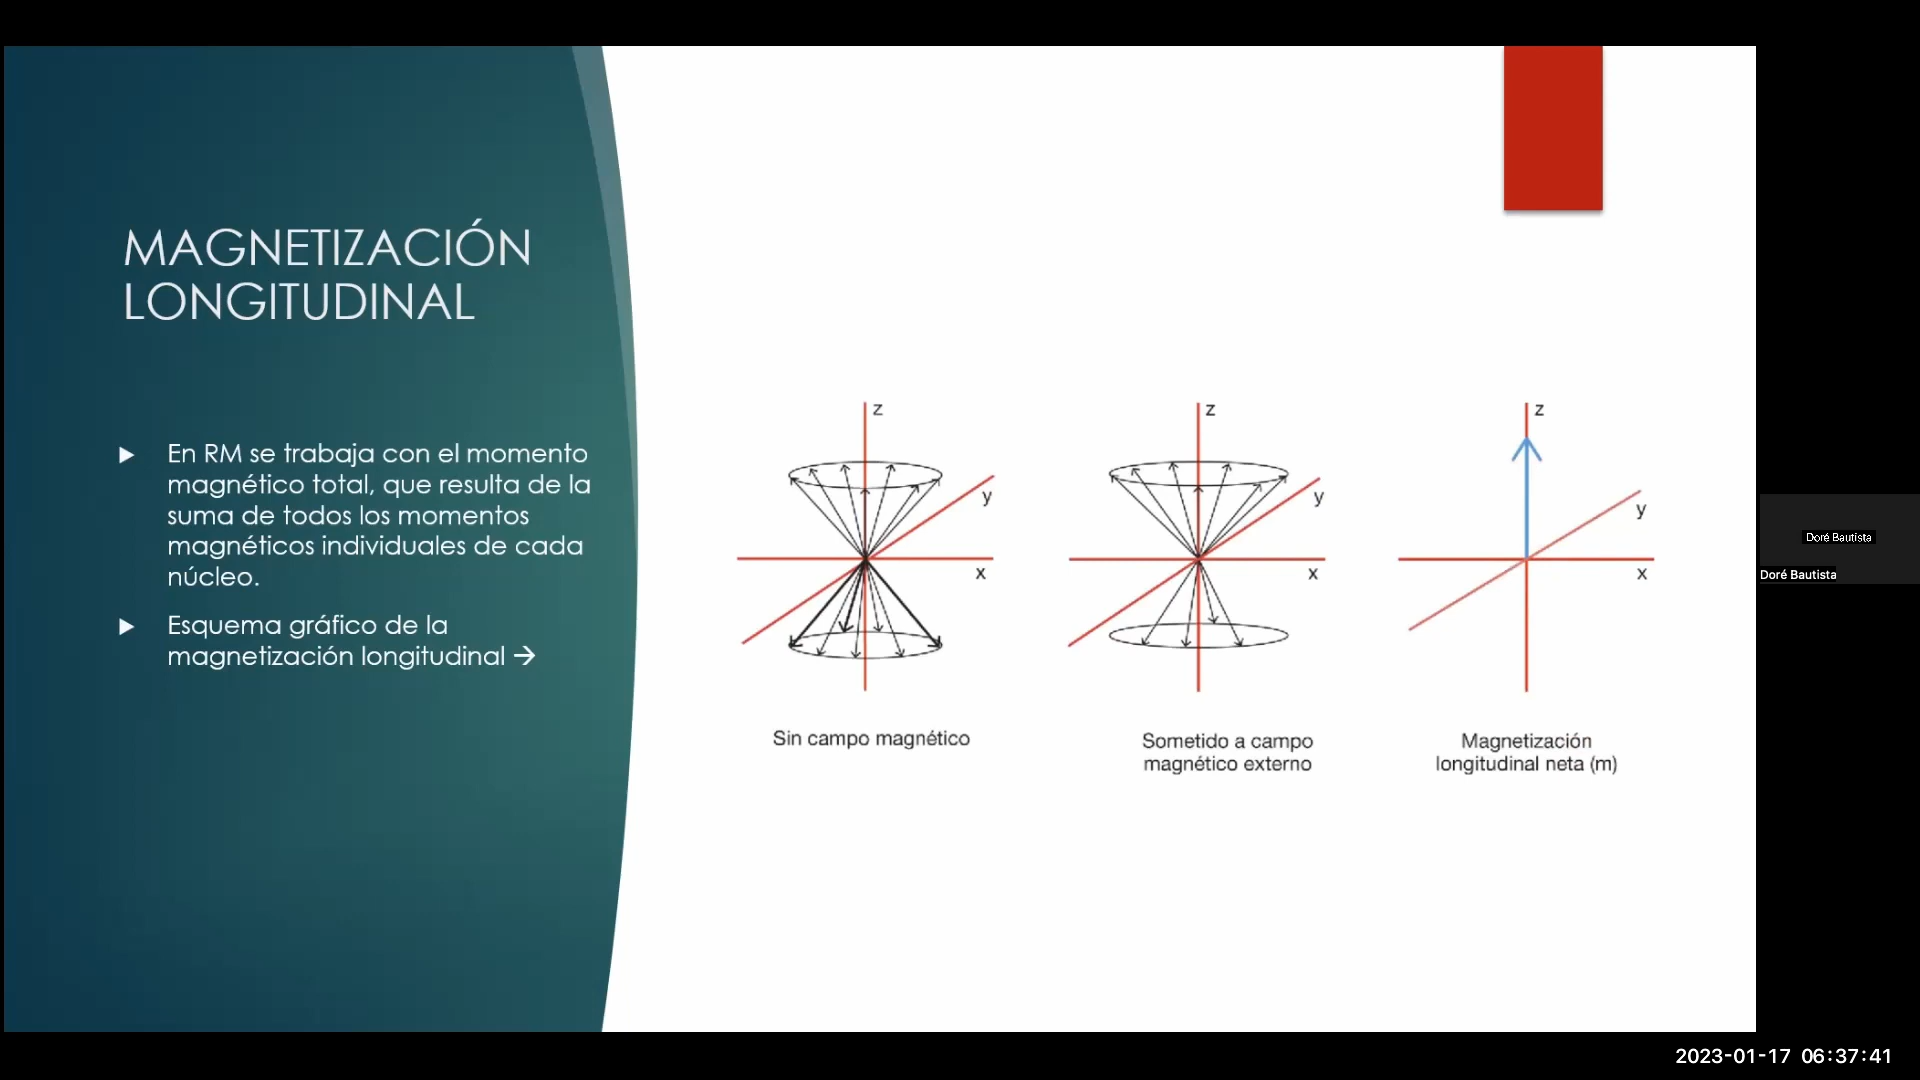 MAGNETIZACIÓN
LONGITUDINAL
En RM se trabaja con el momento
magnético total, que resulta de la
suma de todos los momentos
magnéticos individuales de cada
núcleo.
Esquema gráfico de la
magnetización longitudinal →
z
y
x
Sin campo magnético
z
y
x
Sometido a campo
magnético externo
z
y
x
Magnetización
longitudinal neta (m)
Doré Bautista
Doré Bautista
2023-01-17 06:37:41